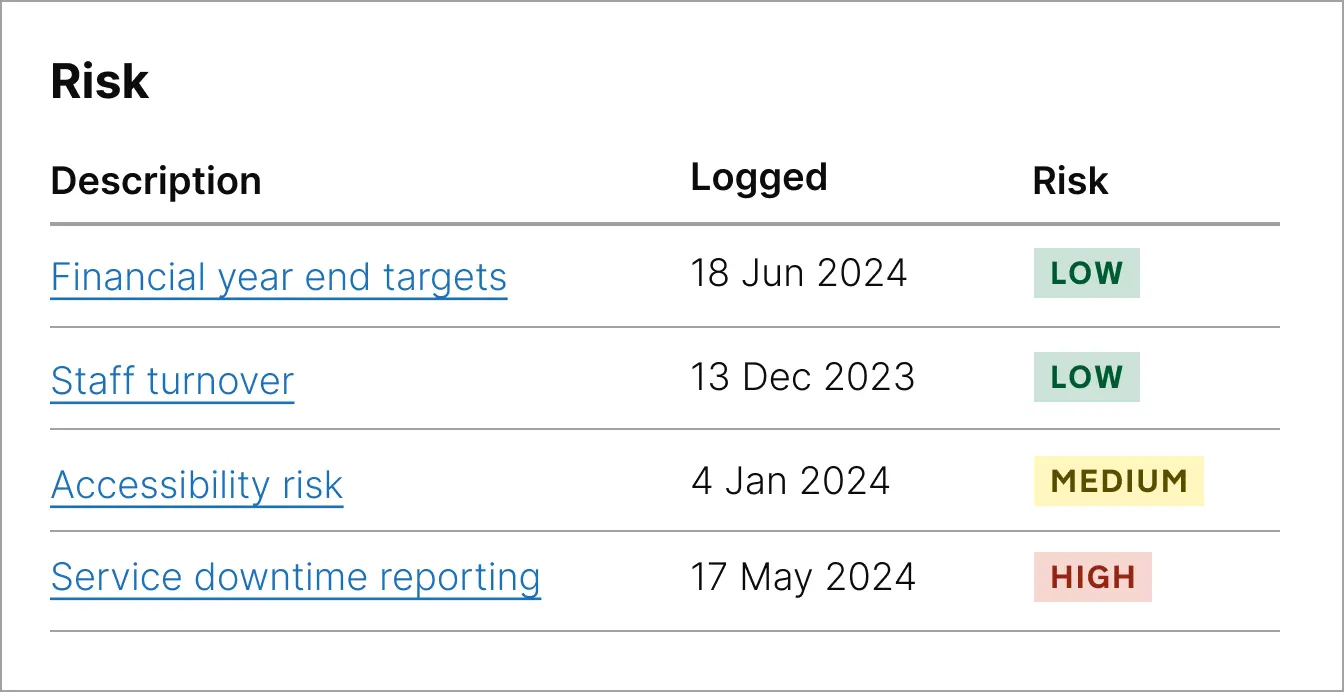 Risk
Description Logged Risk
Financial year end targets 18 Jun 2024 LOW
Staff turnover 13 Dec 2023 LOW
Accessibility risk 4 Jan 2024 MEDIUM
Service downtime reporting 17 May 2024 HIGH